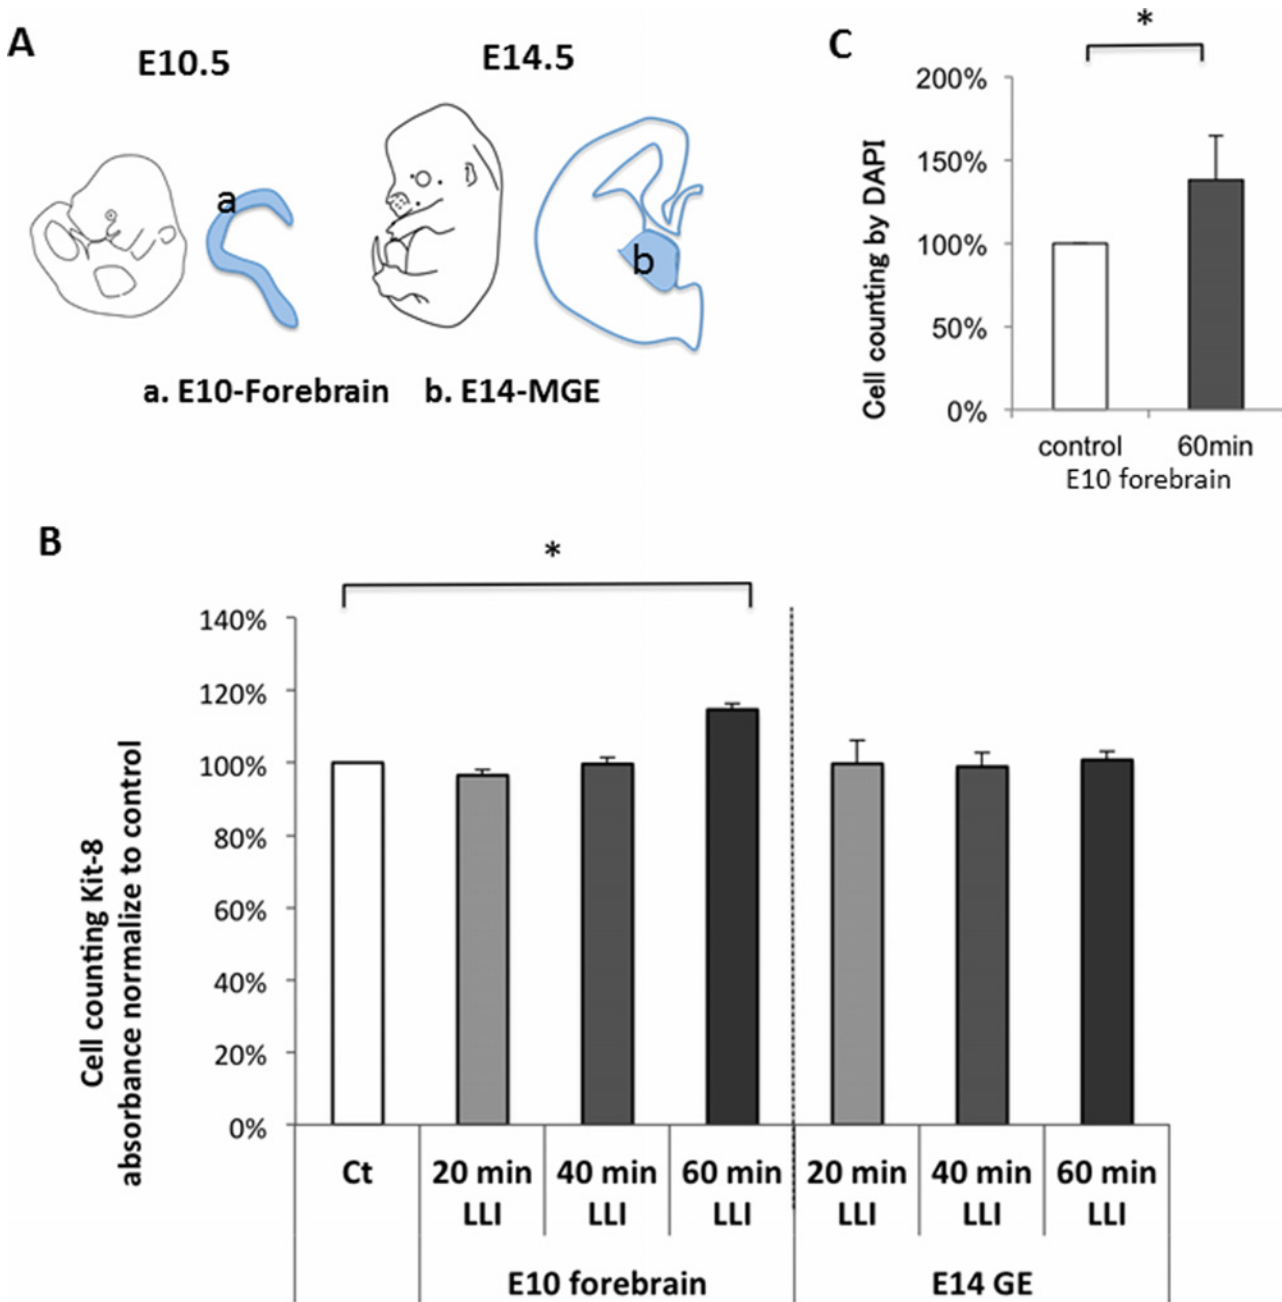 A
E10.5
E14.5
a
b
a. E10-Forebrain
b. E14-MGE
C
*
Cell counting by DAPI
200%
150%
100%
50%
0%
control
60min
E10 forebrain
B
*
Cell counting Kit-8
absorbance normalize to control
140%
120%
100%
80%
60%
40%
20%
0%
Ct
20 min
LLI
40 min
LLI
60 min
LLI
20 min
LLI
40 min
LLI
60 min
LLI
E10 forebrain
E14 GE